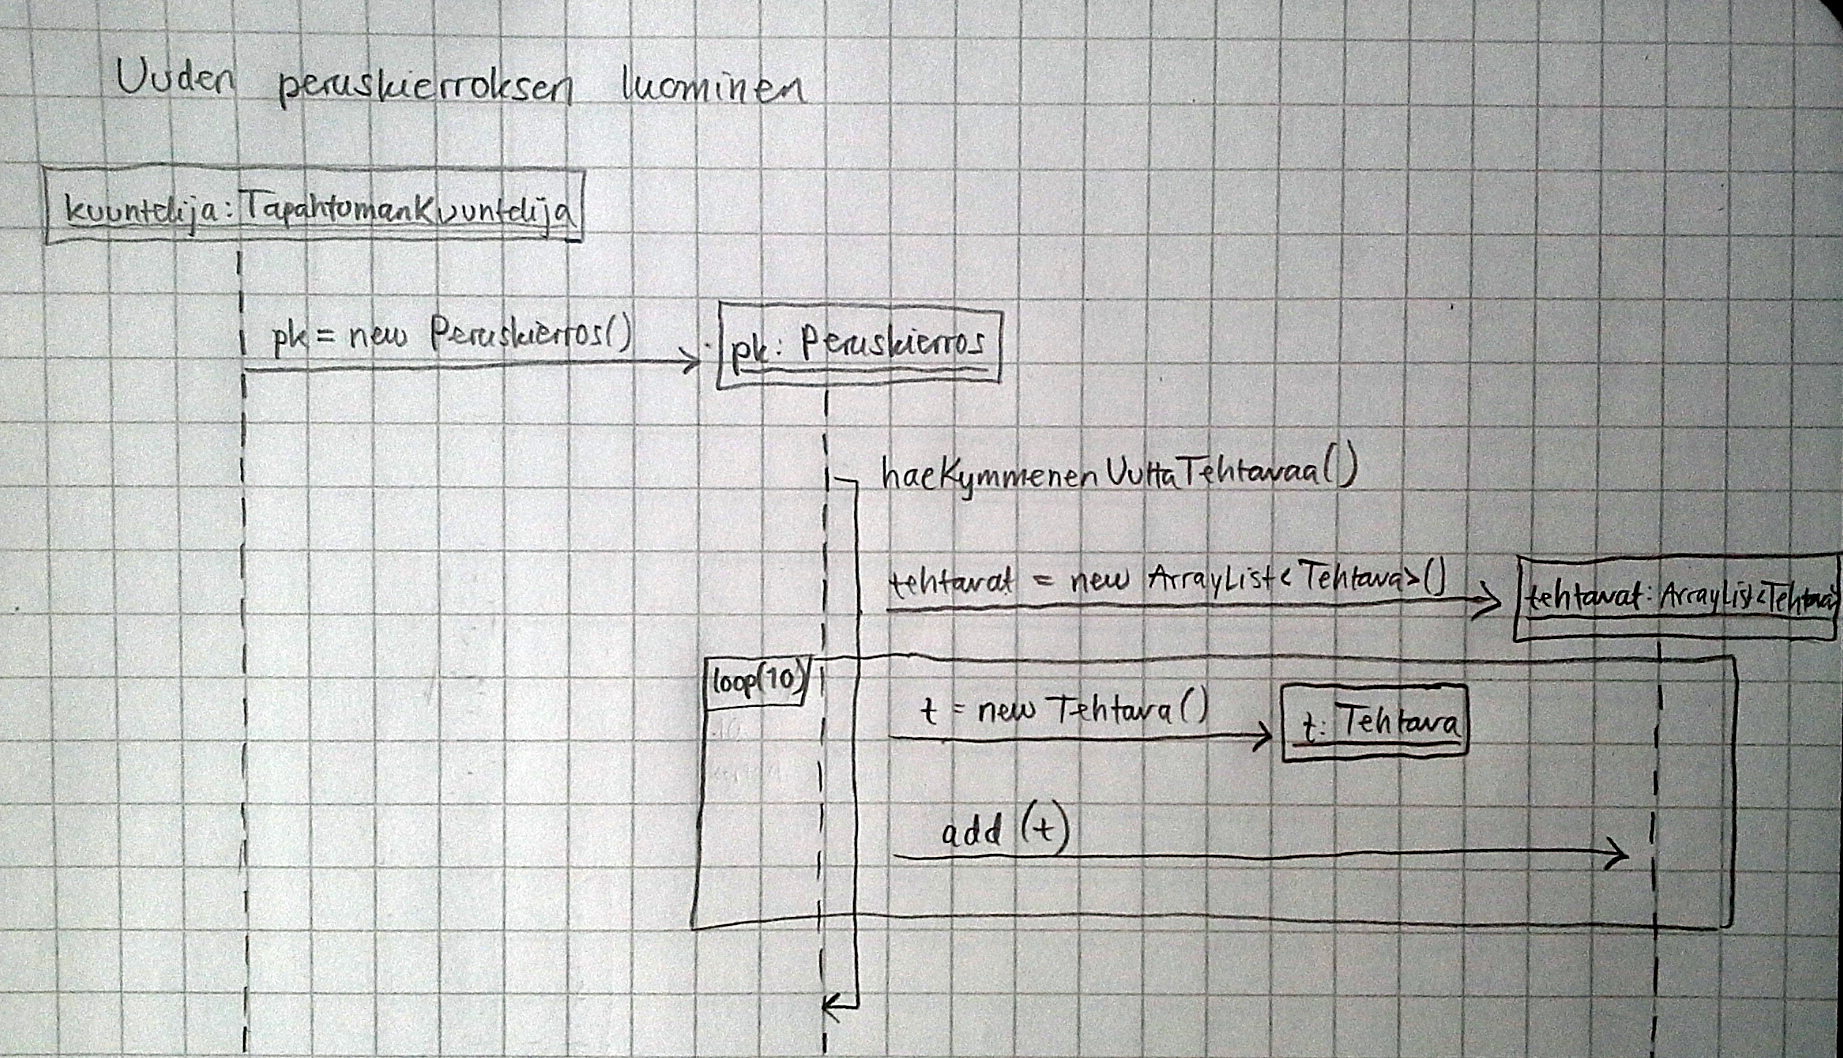 Uuden peruskierroksen luominen
kuuntelija:TapahtumanKuuntelija
pk = new Peruskierros()
pk: Peruskierros
haeKymmenenUuttaTehtavaa()
tehtavat = new ArrayList<Tehtava>()
tehtavat:ArrayList<Tehtava>
loop(10)
t = new Tehtava()
t: Tehtava
add (t)